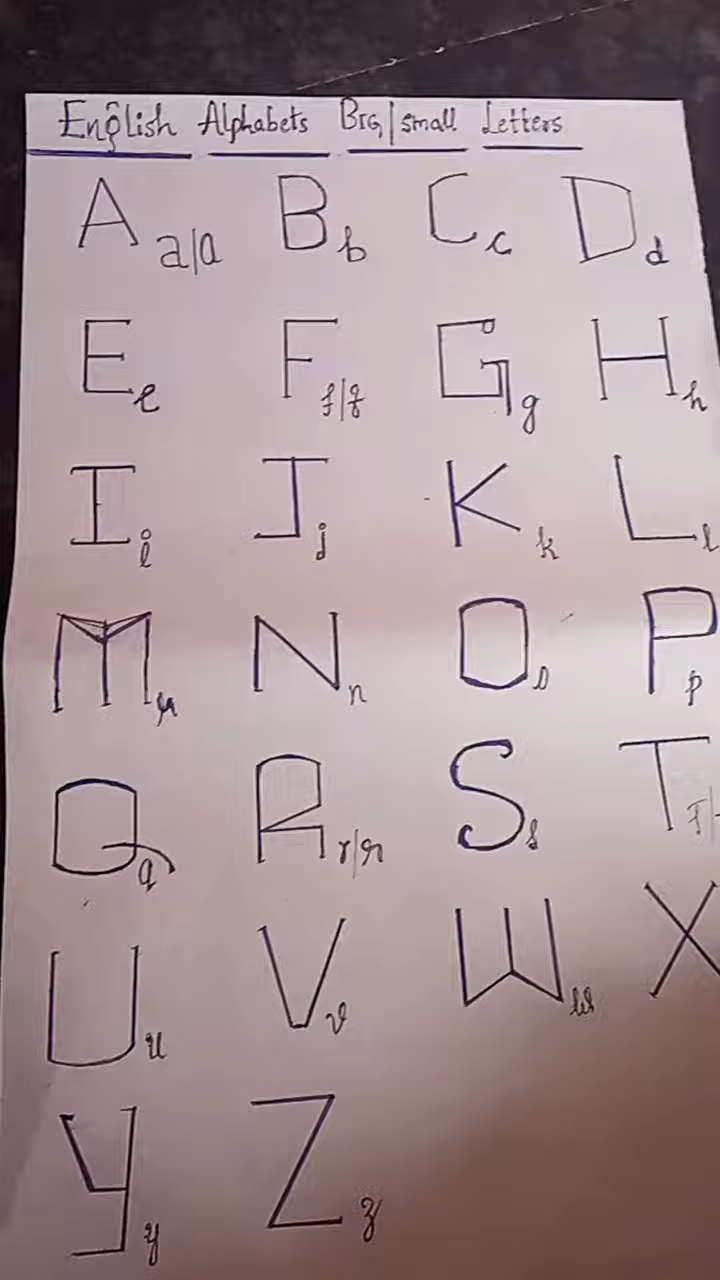 English Alphabets BIG/small Letters
A a/a B b C c D d
E e F f/f G g H h
I i J j K k L l
M m N n O o P p
Q q R r/r S s T
U u V v W w X
Y y Z z